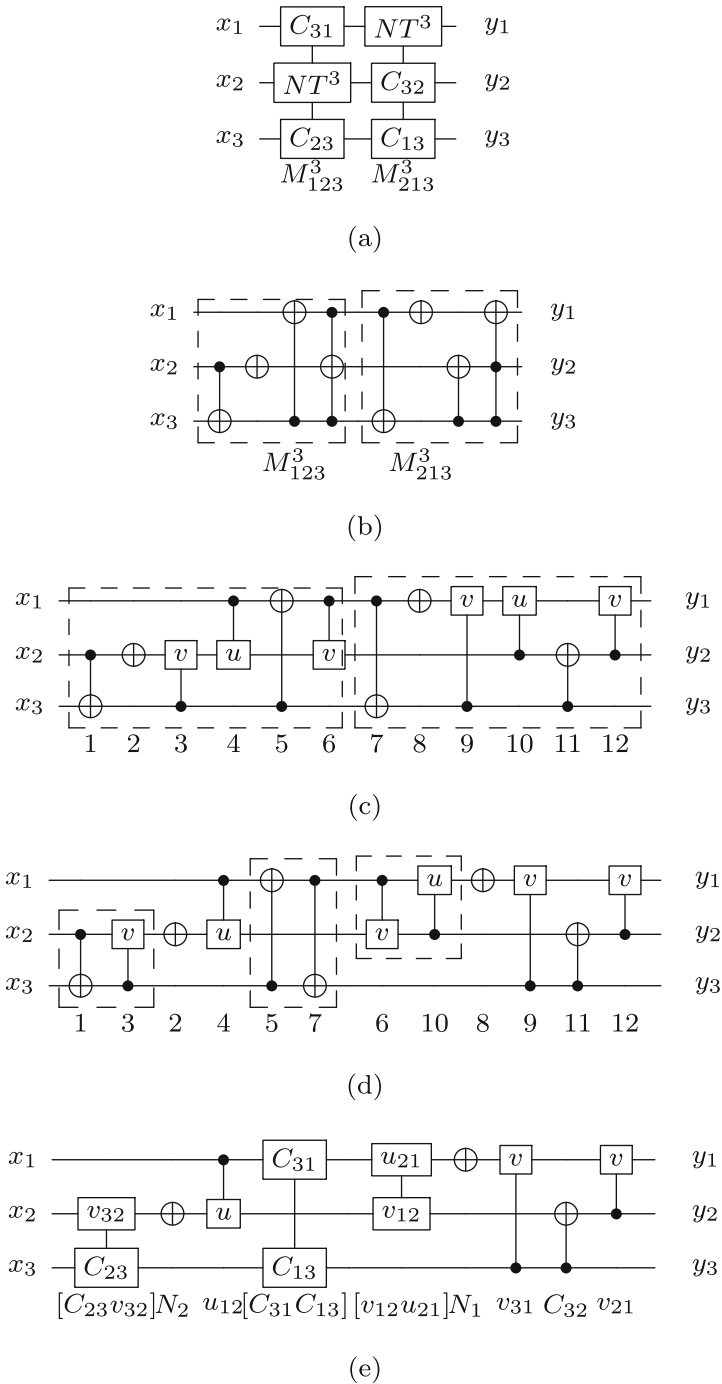 x₁ C₃₁ NT³ y₁
x₂ NT³ C₃₂ y₂
x₃ C₂₃ C₁₃ y₃
M³₁₂₃ M³₂₁₃
(a)
x₁ y₁
x₂ y₂
x₃ y₃
M³₁₂₃ M³₂₁₃
(b)
x₁ v u v y₁
x₂ v u v y₂
x₃ y₃
1 2 3 4 5 6 7 8 9 10 11 12
(c)
x₁ u v v y₁
x₂ v u v y₂
x₃ y₃
1 3 2 4 5 7 6 10 8 9 11 12
(d)
x₁ C₃₁ u₂₁ v v y₁
x₂ v₃₂ u v₁₂ y₂
x₃ C₂₃ C₁₃ y₃
[C₂₃v₃₂]N₂ u₁₂[C₃₁C₁₃] [v₁₂u₂₁]N₁ v₃₁ C₃₂ v₂₁
(e)